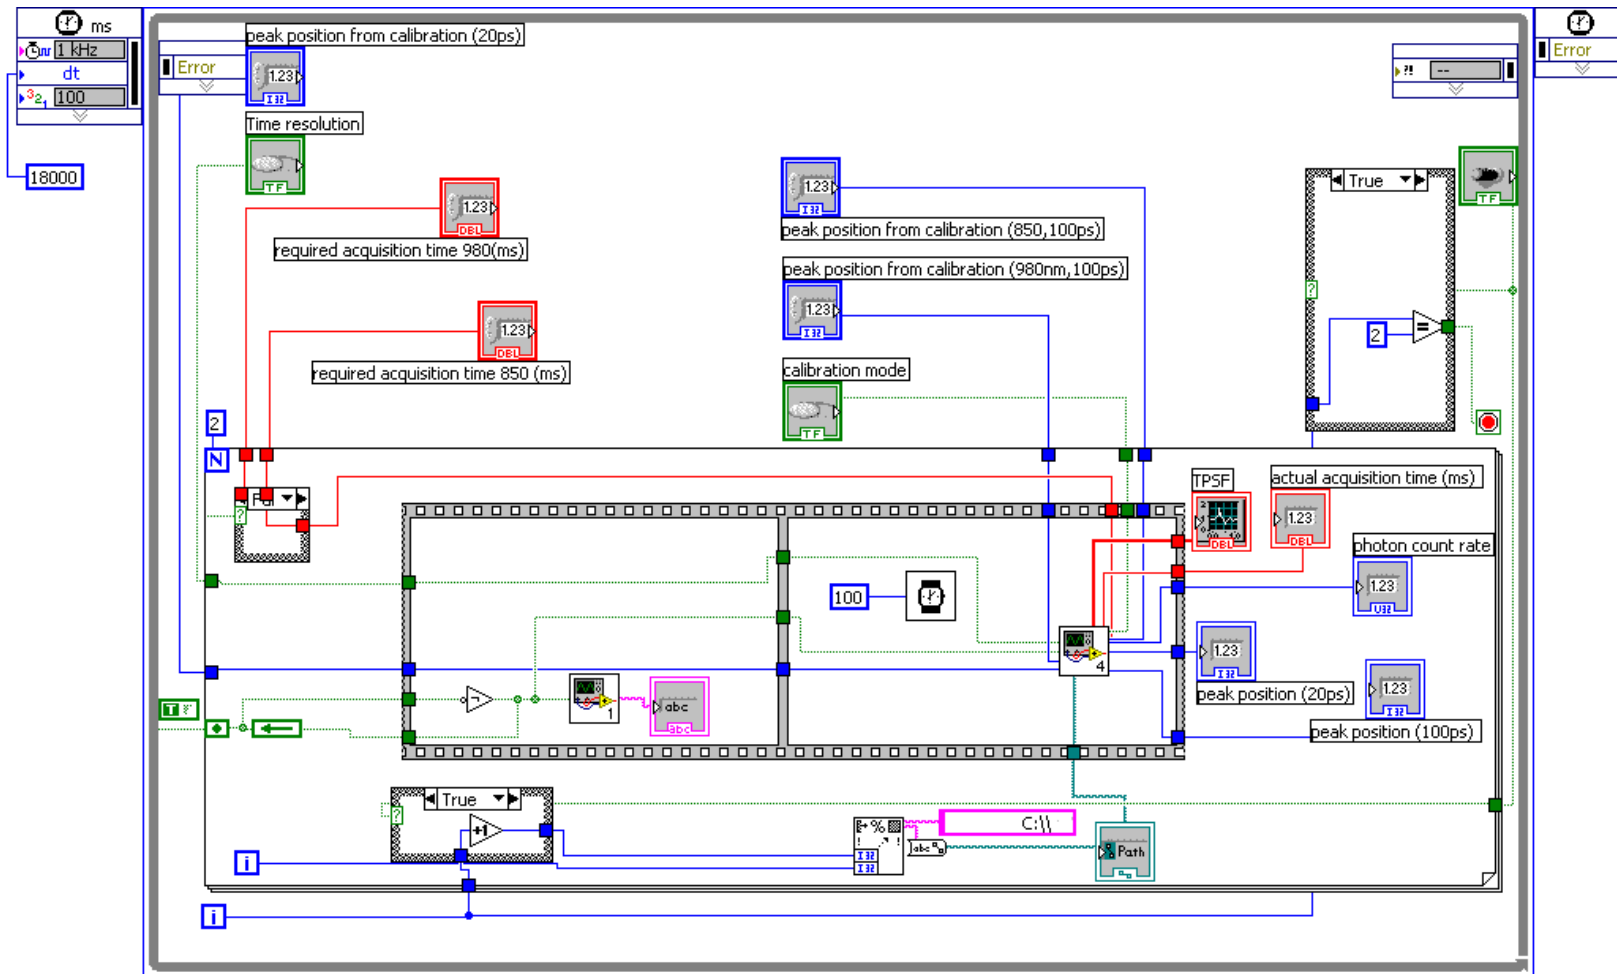 ms
1 kHz
dt
100
18000
Error
peak position from calibration (20ps)
1.23
I32
Time resolution
TF
1.23
DBL
required acquisition time 980(ms)
1.23
DBL
required acquisition time 850 (ms)
1.23
I32
peak position from calibration (850,100ps)
peak position from calibration (980nm,100ps)
1.23
I32
calibration mode
TF
?!
--
Error
True
TF
?
2
=
2
N
?
TPSF
DBL
actual acquisition time (ms)
1.23
DBL
photon count rate
1.23
U32
100
4
1.23
I32
peak position (20ps)
1.23
I32
peak position (100ps)
T
1
abc
abc
True
?
+1
i
%
I32
I32
C:\\
abc
Path
i